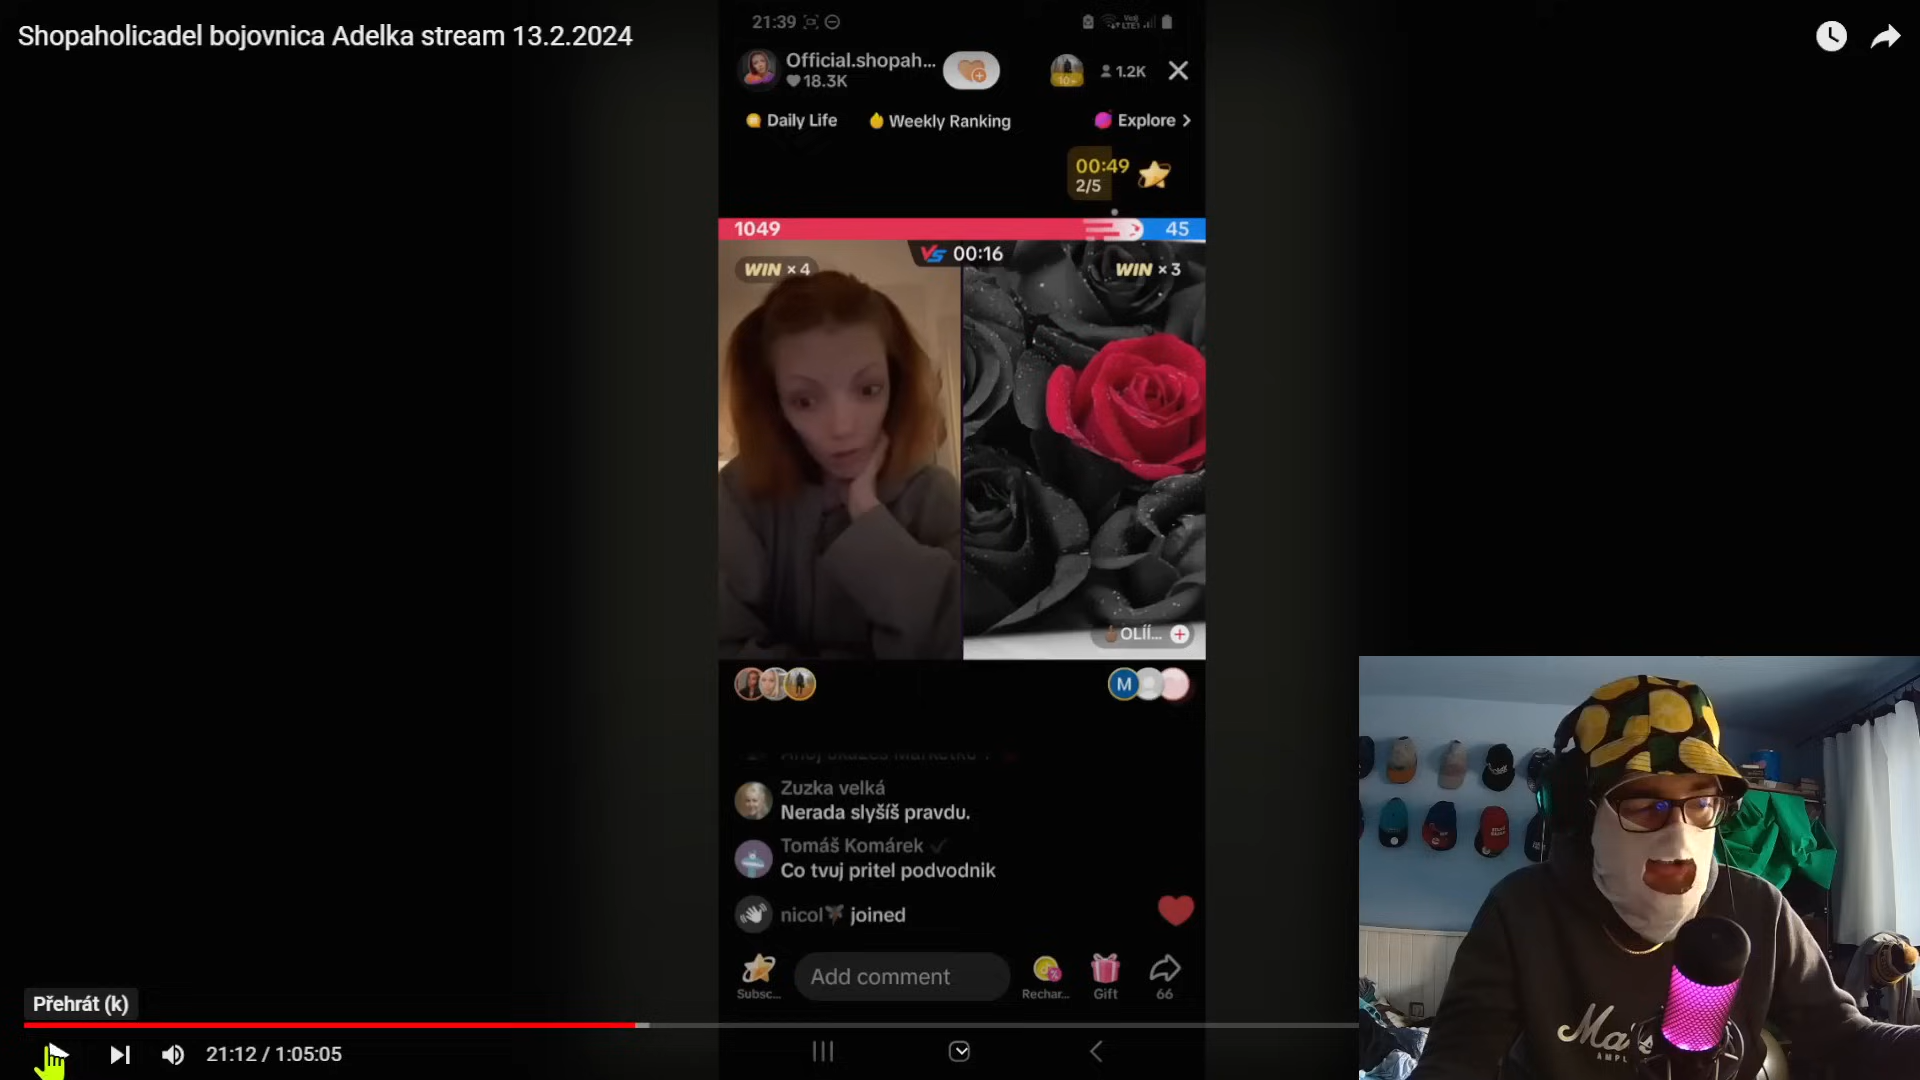 Shopaholicadel bojovnica Adelka stream 13.2.2024
21:39
Official.shopah...
18.3K
1.2K
Daily Life
Weekly Ranking
Explore
00:49
2/5
1049
45
VS 00:16
WIN × 4
WIN × 3
OLÍÍ...
M
Zuzka velká
Nerada slyšíš pravdu.
Tomáš Komárek
Co tvuj pritel podvodnik
nicol joined
Add comment
Subsc...
Rechar...
Gift
66
Přehrát (k)
21:12 / 1:05:05
AMPL